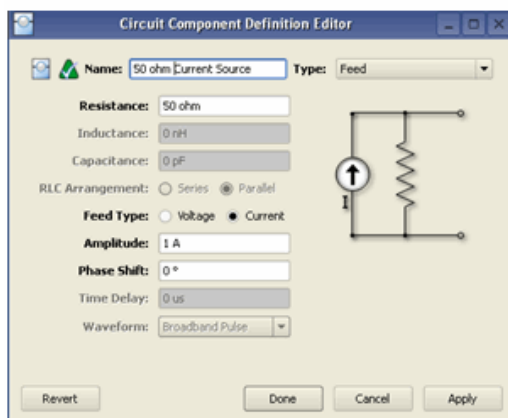 Circuit Component Definition Editor
Name: 50 ohm Current Source Type: Feed
Resistance: 50 ohm
Inductance: 0 nH
Capacitance: 0 pF
RLC Arrangement: Series Parallel
Feed Type: Voltage Current
Amplitude: 1 A
Phase Shift: 0 °
Time Delay: 0 us
Waveform: Broadband Pulse
I
Revert Done Cancel Apply